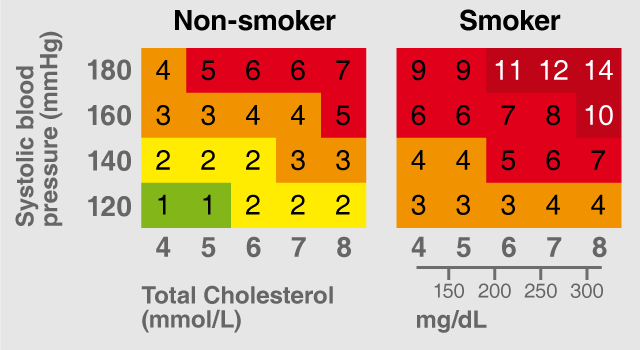 Non-smoker Smoker
Systolic blood
pressure (mmHg)
180 4 5 6 6 7 9 9 11 12 14
160 3 3 4 4 5 6 6 7 8 10
140 2 2 2 3 3 4 4 5 6 7
120 1 1 2 2 2 3 3 3 4 4
4 5 6 7 8 4 5 6 7 8
150 200 250 300
Total Cholesterol
(mmol/L) mg/dL